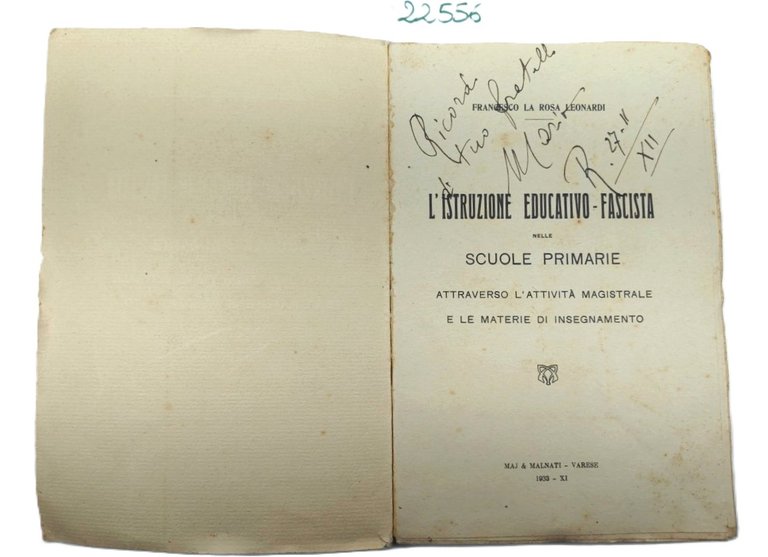 22556
Ricordo
di tuo fratello
Mario
R. 27-11
XII
FRANCESCO LA ROSA LEONARDI
L'ISTRUZIONE EDUCATIVO-FASCISTA
NELLE
SCUOLE PRIMARIE
ATTRAVERSO L'ATTIVITÀ MAGISTRALE
E LE MATERIE DI INSEGNAMENTO
MAJ & MALNATI - VARESE
1933 - XI